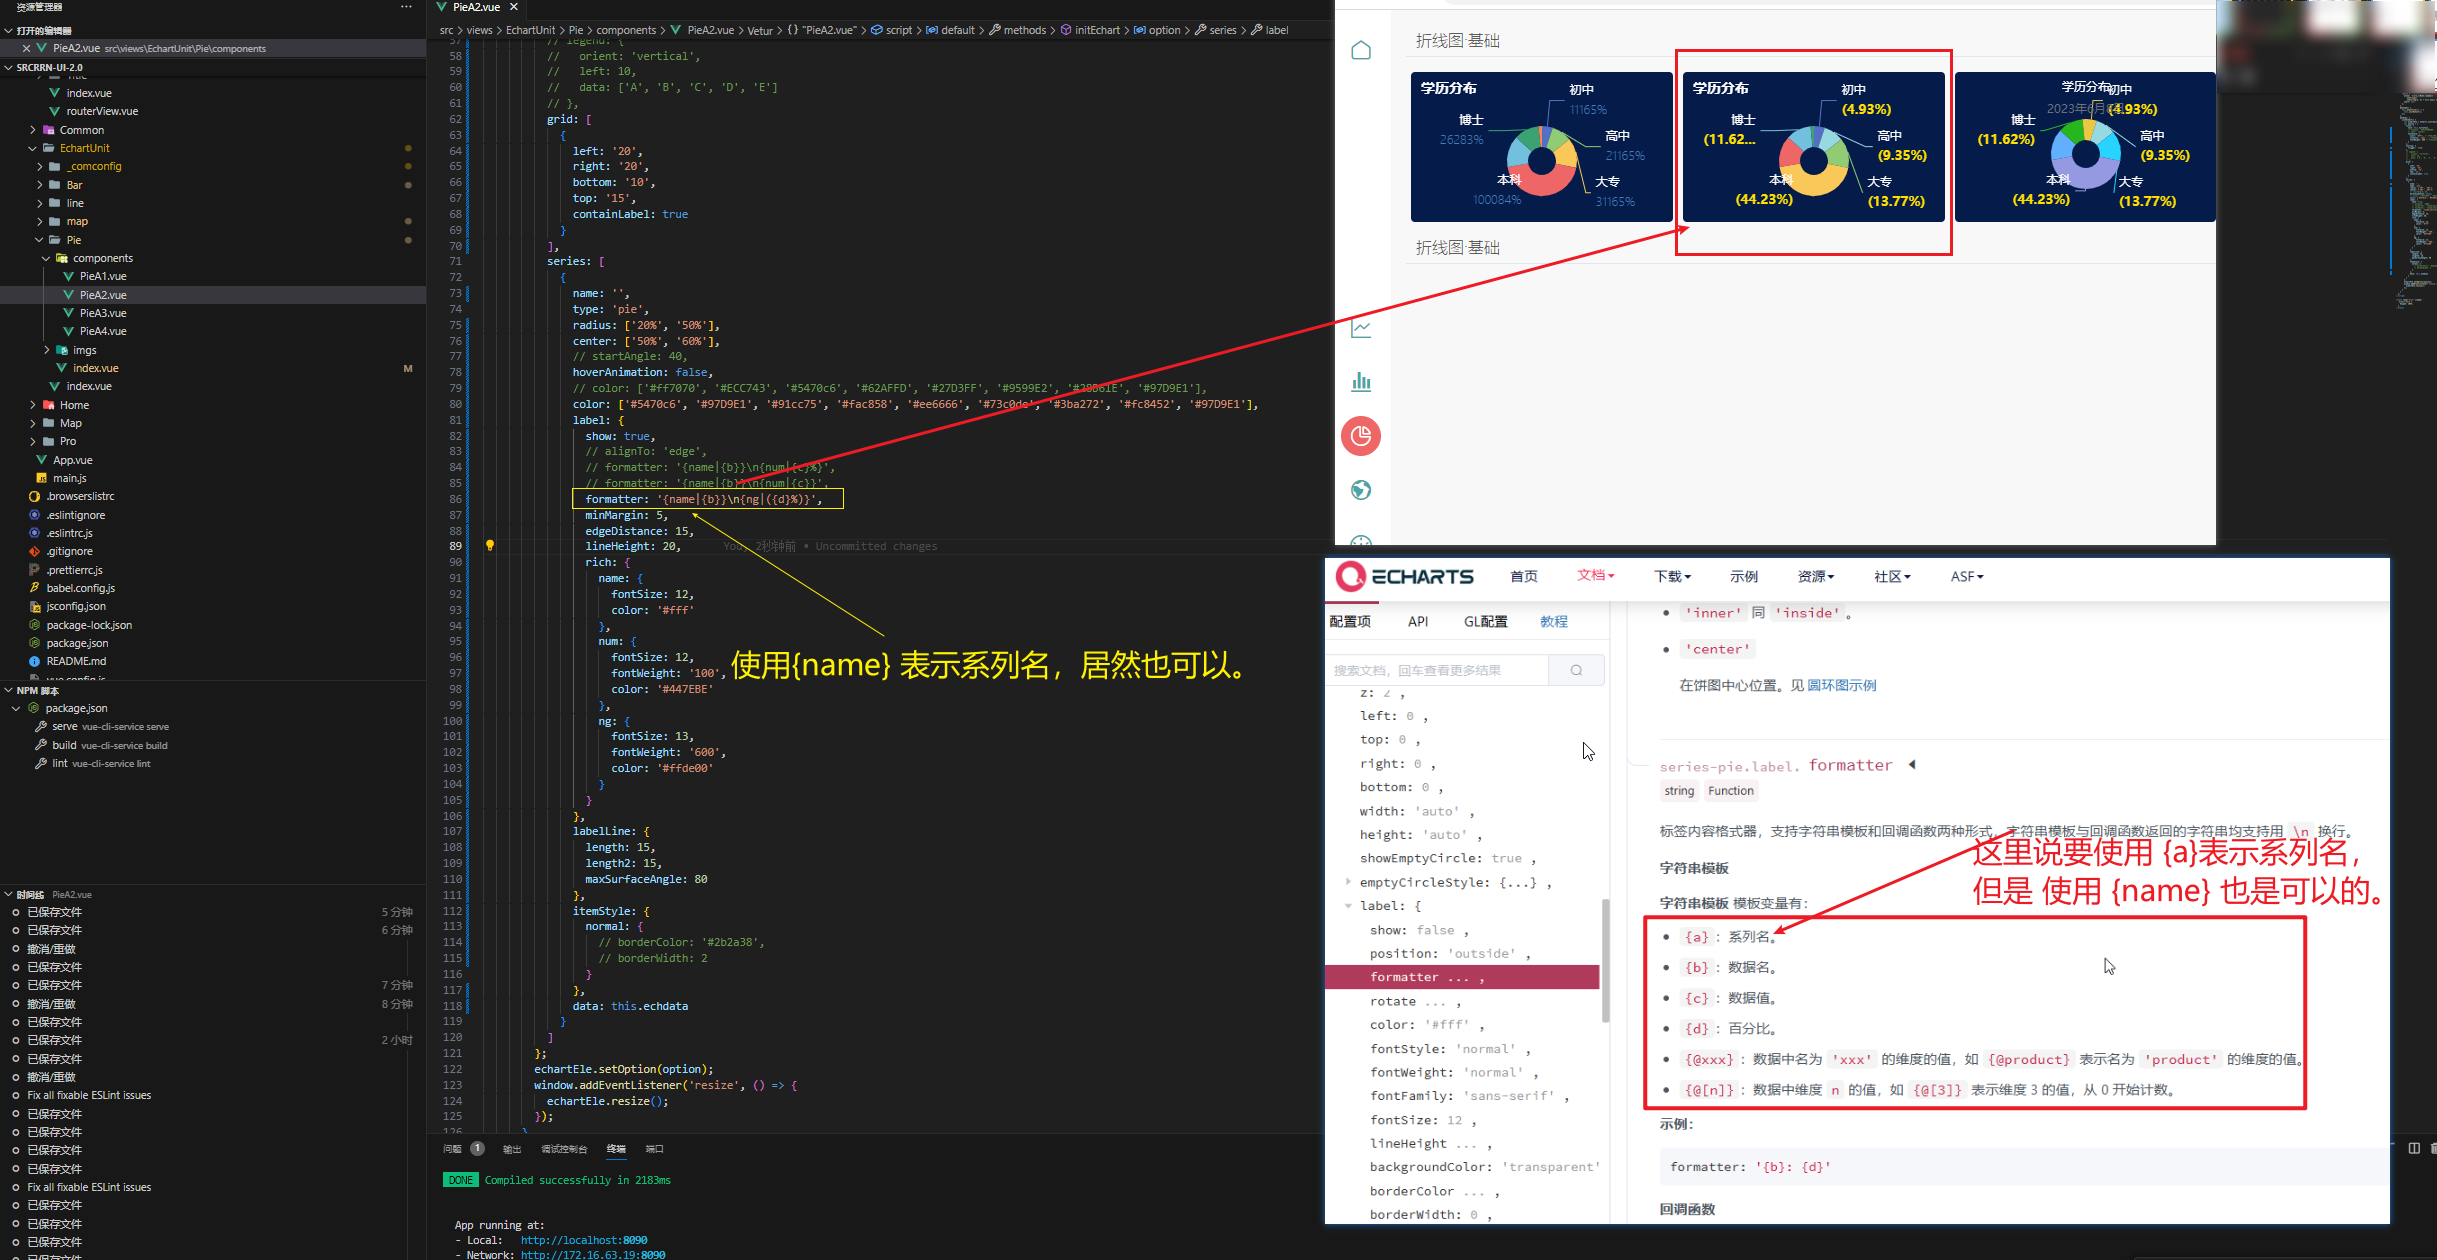 资源管理器
打开的编辑器
PieA2.vue src\views\EchartUnit\Pie\components
SRCRRN-UI-2.0
index.vue
routerView.vue
Common
EchartUnit
_comconfig
Bar
line
map
Pie
components
PieA1.vue
PieA2.vue
PieA3.vue
PieA4.vue
imgs
index.vue M
index.vue
Home
Map
Pro
App.vue
main.js
.browserslistrc
.eslintignore
.eslintrc.js
.gitignore
.prettierrc.js
babel.config.js
jsconfig.json
package-lock.json
package.json
README.md
vue.config.js
NPM 脚本
package.json
serve vue-cli-service serve
build vue-cli-service build
lint vue-cli-service lint
时间线 PieA2.vue
已保存文件 5 分钟
已保存文件 6 分钟
撤消/重做
已保存文件
已保存文件 7 分钟
撤消/重做 8 分钟
已保存文件
已保存文件 2 小时
已保存文件
撤消/重做
Fix all fixable ESLint issues
已保存文件
已保存文件
已保存文件
已保存文件
Fix all fixable ESLint issues
已保存文件
已保存文件
已保存文件
已保存文件
PieA2.vue
src > views > EchartUnit > Pie > components > PieA2.vue > Vetur > {} "PieA2.vue" > script > default > methods > initEchart > option > series > label
57 // legend: {
58 // orient: 'vertical',
59 // left: 10,
60 // data: ['A', 'B', 'C', 'D', 'E']
61 // },
62 grid: [
63 {
64 left: '20',
65 right: '20',
66 bottom: '10',
67 top: '15',
68 containLabel: true
69 }
70 ],
71 series: [
72 {
73 name: '',
74 type: 'pie',
75 radius: ['20%', '50%'],
76 center: ['50%', '60%'],
77 // startAngle: 40,
78 hoverAnimation: false,
79 // color: ['#ff7070', '#ECC743', '#5470c6', '#62AFFD', '#27D3FF', '#9599E2', '#28B61E', '#97D9E1'],
80 color: ['#5470c6', '#97D9E1', '#91cc75', '#fac858', '#ee6666', '#73c0de', '#3ba272', '#fc8452', '#97D9E1'],
81 label: {
82 show: true,
83 // alignTo: 'edge',
84 // formatter: '{name|{b}}\n{num|{c}%}',
85 // formatter: '{name|{b}}\n{num|{c}}',
86 formatter: '{name|{b}}\n{ng|({d}%)}',
87 minMargin: 5,
88 edgeDistance: 15,
89 lineHeight: 20, You, 2秒钟前 • Uncommitted changes
90 rich: {
91 name: {
92 fontSize: 12,
93 color: '#fff'
94 },
95 num: {
96 fontSize: 12,
97 fontWeight: '100',
98 color: '#447EBE'
99 },
100 ng: {
101 fontSize: 13,
102 fontWeight: '600',
103 color: '#ffde00'
104 }
105 }
106 },
107 labelLine: {
108 length: 15,
109 length2: 15,
110 maxSurfaceAngle: 80
111 },
112 itemStyle: {
113 normal: {
114 // borderColor: '#2b2a38',
115 // borderWidth: 2
116 }
117 },
118 data: this.echdata
119 }
120 ]
121 };
122 echartEle.setOption(option);
123 window.addEventListener('resize', () => {
124 echartEle.resize();
125 });
126 }
使用{name} 表示系列名，居然也可以。
问题 1 输出 调试控制台 终端 端口
DONE Compiled successfully in 2183ms
App running at:
- Local: http://localhost:8090
- Network: http://172.16.63.19:8090
折线图·基础
学历分布
初中
11165%
博士
26283%
高中
21165%
本科
100084%
大专
31165%
学历分布
初中
(4.93%)
博士
(11.62...
高中
(9.35%)
本科
(44.23%)
大专
(13.77%)
学历分布
初中
2023年6月
(4.93%)
博士
(11.62%)
高中
(9.35%)
本科
(44.23%)
大专
(13.77%)
折线图·基础
ECHARTS 首页 文档 下载 示例 资源 社区 ASF
配置项 API GL配置 教程
搜索文档，回车查看更多结果
z: 2 ,
left: 0 ,
top: 0 ,
right: 0 ,
bottom: 0 ,
width: 'auto' ,
height: 'auto' ,
showEmptyCircle: true ,
emptyCircleStyle: {...} ,
label: {
show: false ,
position: 'outside' ,
formatter ... ,
rotate ... ,
color: '#fff' ,
fontStyle: 'normal' ,
fontWeight: 'normal' ,
fontFamily: 'sans-serif' ,
fontSize: 12 ,
lineHeight ... ,
backgroundColor: 'transparent'
borderColor ... ,
borderWidth: 0 ,
'inner' 同 'inside' 。
'center'
在饼图中心位置。见 圆环图示例
series-pie.label. formatter
string Function
标签内容格式器，支持字符串模板和回调函数两种形式，字符串模板与回调函数返回的字符串均支持用 \n 换行。
字符串模板
这里说要使用 {a}表示系列名，
但是 使用 {name} 也是可以的。
字符串模板 模板变量有：
{a}：系列名。
{b}：数据名。
{c}：数据值。
{d}：百分比。
{@xxx}：数据中名为 'xxx' 的维度的值，如 {@product} 表示名为 'product' 的维度的值。
{@[n]}：数据中维度 n 的值，如 {@[3]} 表示维度 3 的值，从 0 开始计数。
示例：
formatter: '{b}: {d}'
回调函数